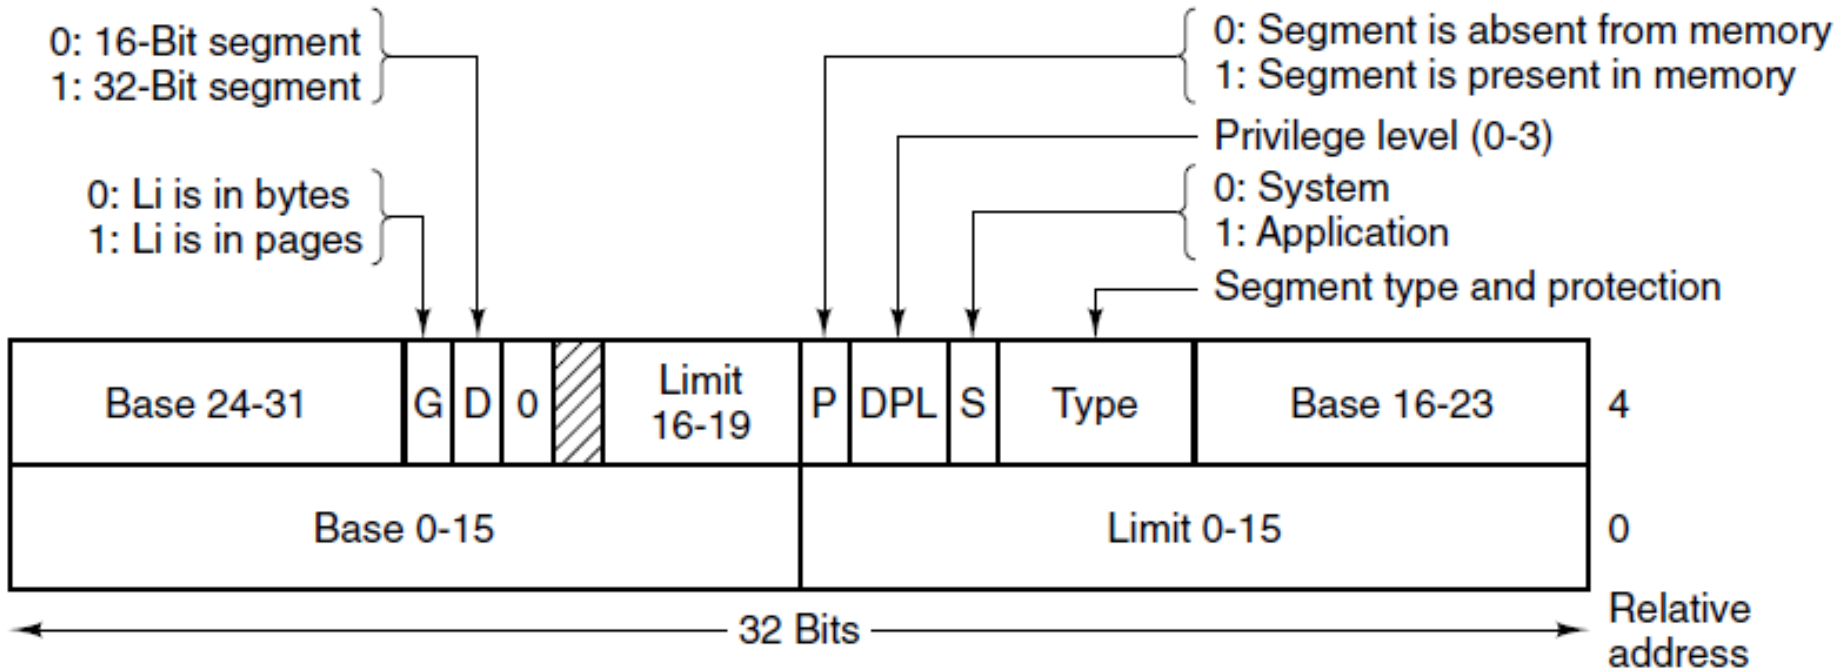 0: 16-Bit segment
1: 32-Bit segment
0: Li is in bytes
1: Li is in pages
0: Segment is absent from memory
1: Segment is present in memory
Privilege level (0-3)
0: System
1: Application
Segment type and protection
Base 24-31 G D 0 Limit 16-19 P DPL S Type Base 16-23 4
Base 0-15 Limit 0-15 0
32 Bits
Relative
address